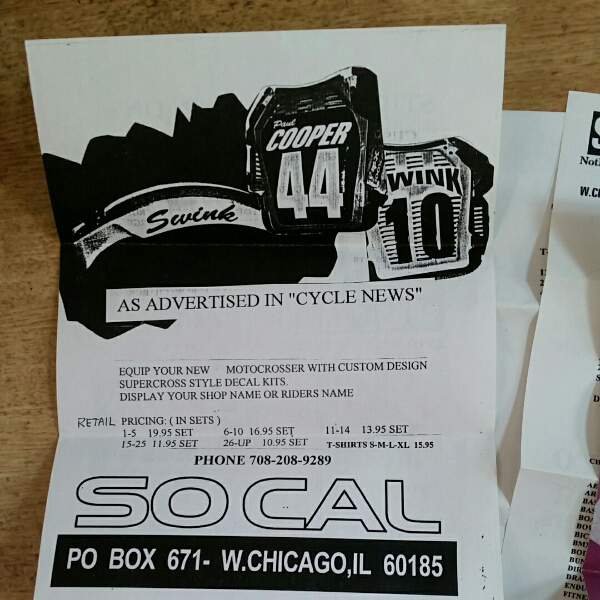 Paul
COOPER
44
Swink
WINK
10
AS ADVERTISED IN "CYCLE NEWS"
EQUIP YOUR NEW MOTOCROSSER WITH CUSTOM DESIGN
SUPERCROSS STYLE DECAL KITS.
DISPLAY YOUR SHOP NAME OR RIDERS NAME
RETAIL PRICING: ( IN SETS )
1-5 19.95 SET 6-10 16.95 SET 11-14 13.95 SET
15-25 11.95 SET 26-UP 10.95 SET T-SHIRTS S-M-L-XL 15.95
PHONE 708-208-9289
SO CAL
PO BOX 671- W.CHICAGO,IL 60185